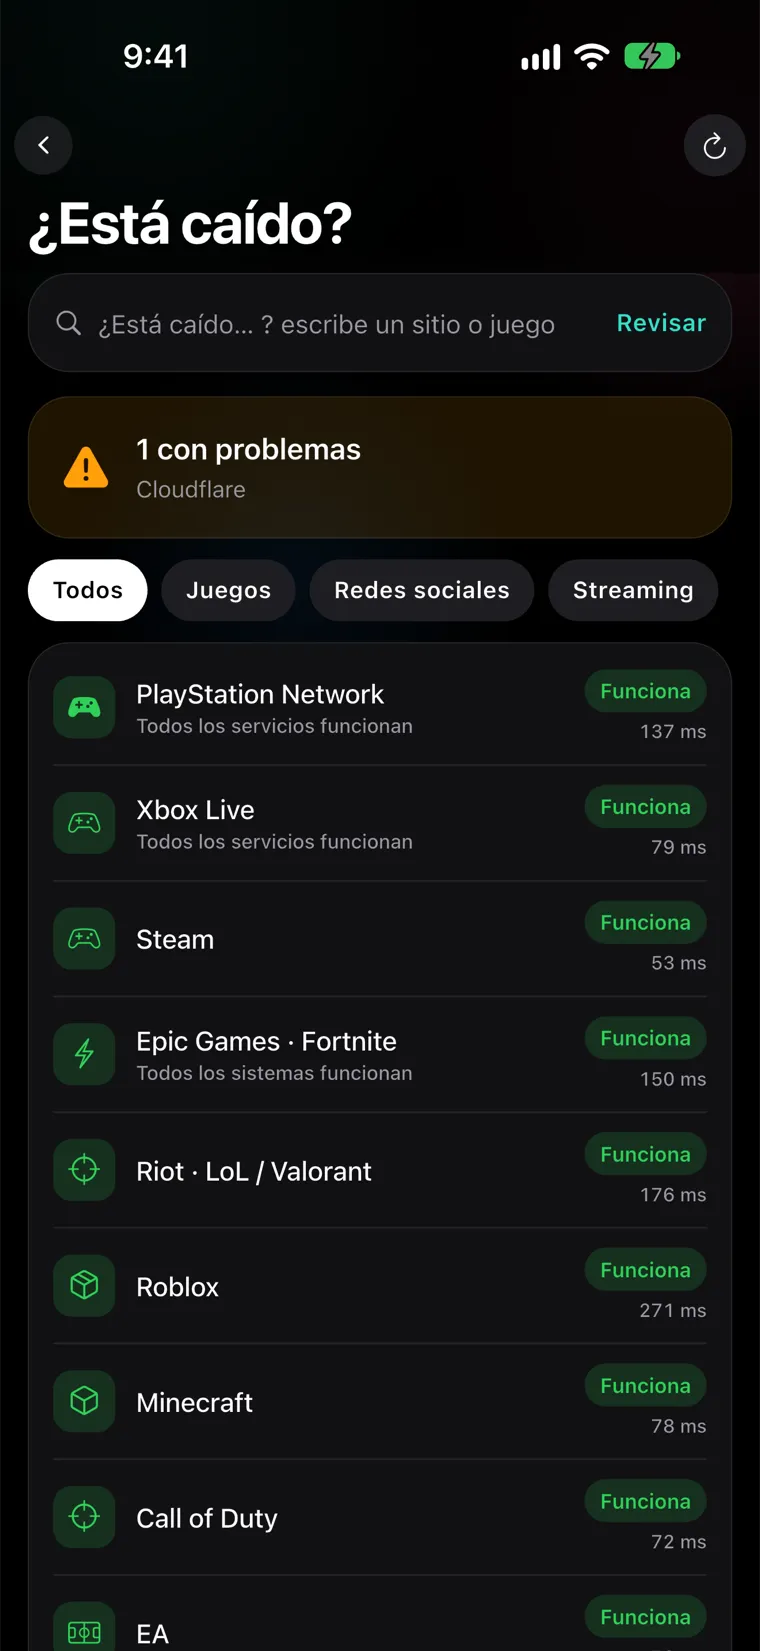 9:41
¿Está caído?
¿Está caído... ? escribe un sitio o juego
Revisar
1 con problemas
Cloudflare
Todos
Juegos
Redes sociales
Streaming
PlayStation Network
Todos los servicios funcionan
Funciona
137 ms
Xbox Live
Todos los servicios funcionan
Funciona
79 ms
Steam
Funciona
53 ms
Epic Games · Fortnite
Todos los sistemas funcionan
Funciona
150 ms
Riot · LoL / Valorant
Funciona
176 ms
Roblox
Funciona
271 ms
Minecraft
Funciona
78 ms
Call of Duty
Funciona
72 ms
EA
Funciona